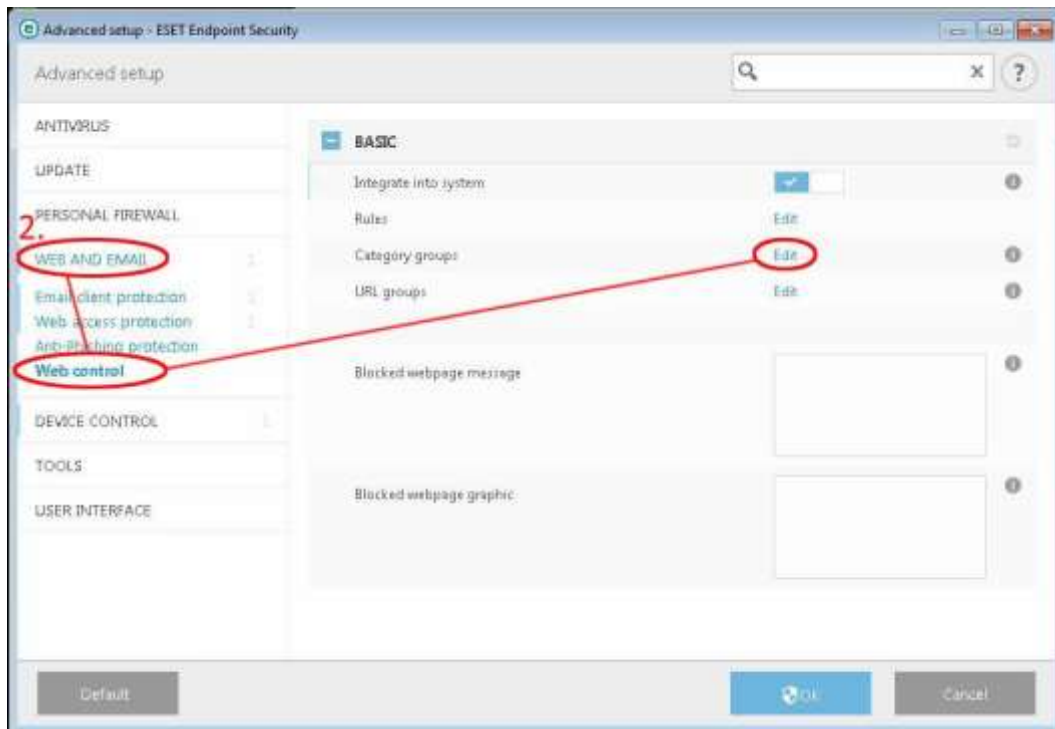 Advanced setup - ESET Endpoint Security
Advanced setup
?
ANTIVIRUS
UPDATE
PERSONAL FIREWALL
2.
WEB AND EMAIL
Email client protection
Web access protection
Anti-Phishing protection
Web control
DEVICE CONTROL
TOOLS
USER INTERFACE
BASIC
Integrate into system
Rules Edit
Category groups Edit
URL groups Edit
Blocked webpage message
Blocked webpage graphic
Default
OK
Cancel